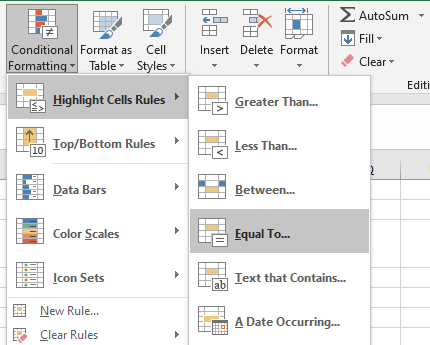 Conditional Formatting
Format as Table
Cell Styles
Insert
Delete
Format
AutoSum
Fill
Clear
Highlight Cells Rules
Top/Bottom Rules
Data Bars
Color Scales
Icon Sets
New Rule...
Clear Rules
Greater Than...
Less Than...
Between...
Equal To...
Text that Contains...
A Date Occurring...
10
ab
Editi